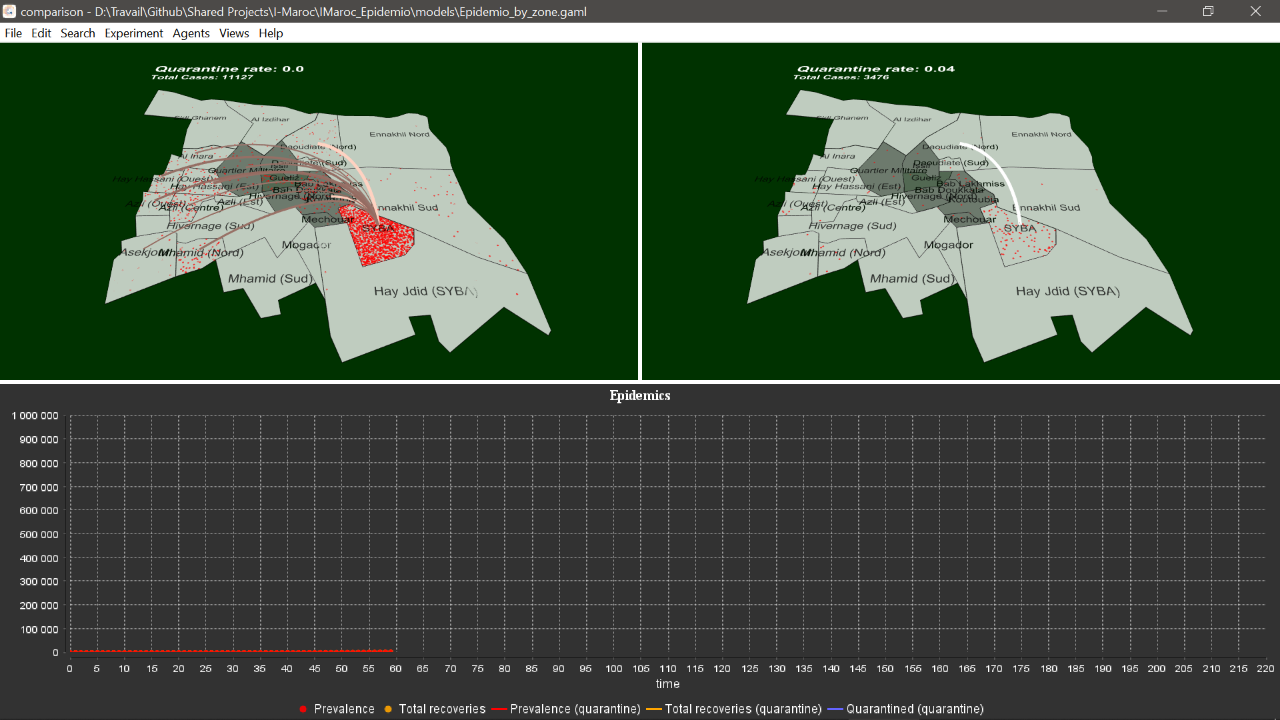 comparison - D:\Travail\Github\Shared Projects\I-Maroc\IMaroc_Epidemio\models\Epidemio_by_zone.gaml
File Edit Search Experiment Agents Views Help
Quarantine rate: 0.0
Total Cases: 11127
Sidi Ghanem
Al Izdihar
Ennakhil Nord
Daoudiate (Nord)
Al Inara
Daoudiate (Sud)
Quartier Militaire
Hay Hassani (Ouest)
Gueliz
Hay Hassani (Est)
Bab Doukkala
Hivernage (Nord)
Azli (Ouest)
Azli (Centre)
Azli (Est)
Ennakhil Sud
Mechouar
Hivernage (Sud)
SYBA
Mogador
Mhamid (Nord)
Mhamid (Sud)
Hay Jdid (SYBA)
Quarantine rate: 0.04
Total Cases: 3476
Sidi Ghanem
Al Izdihar
Ennakhil Nord
Daoudiate (Nord)
Al Inara
Daoudiate (Sud)
Quartier Militaire
Hay Hassani (Ouest)
Gueliz
Bab Lakhmiss
Hay Hassani (Est)
Bab Doukkala
Hivernage (Nord)
Koutoubia
Azli (Ouest)
Azli (Centre)
Azli (Est)
Ennakhil Sud
Mechouar
Hivernage (Sud)
SYBA
Mogador
Mhamid (Nord)
Mhamid (Sud)
Hay Jdid (SYBA)
Epidemics
1 000 000
900 000
800 000
700 000
600 000
500 000
400 000
300 000
200 000
100 000
0
0 5 10 15 20 25 30 35 40 45 50 55 60 65 70 75 80 85 90 95 100 105 110 115 120 125 130 135 140 145 150 155 160 165 170 175 180 185 190 195 200 205 210 215 220
time
Prevalence Total recoveries Prevalence (quarantine) Total recoveries (quarantine) Quarantined (quarantine)